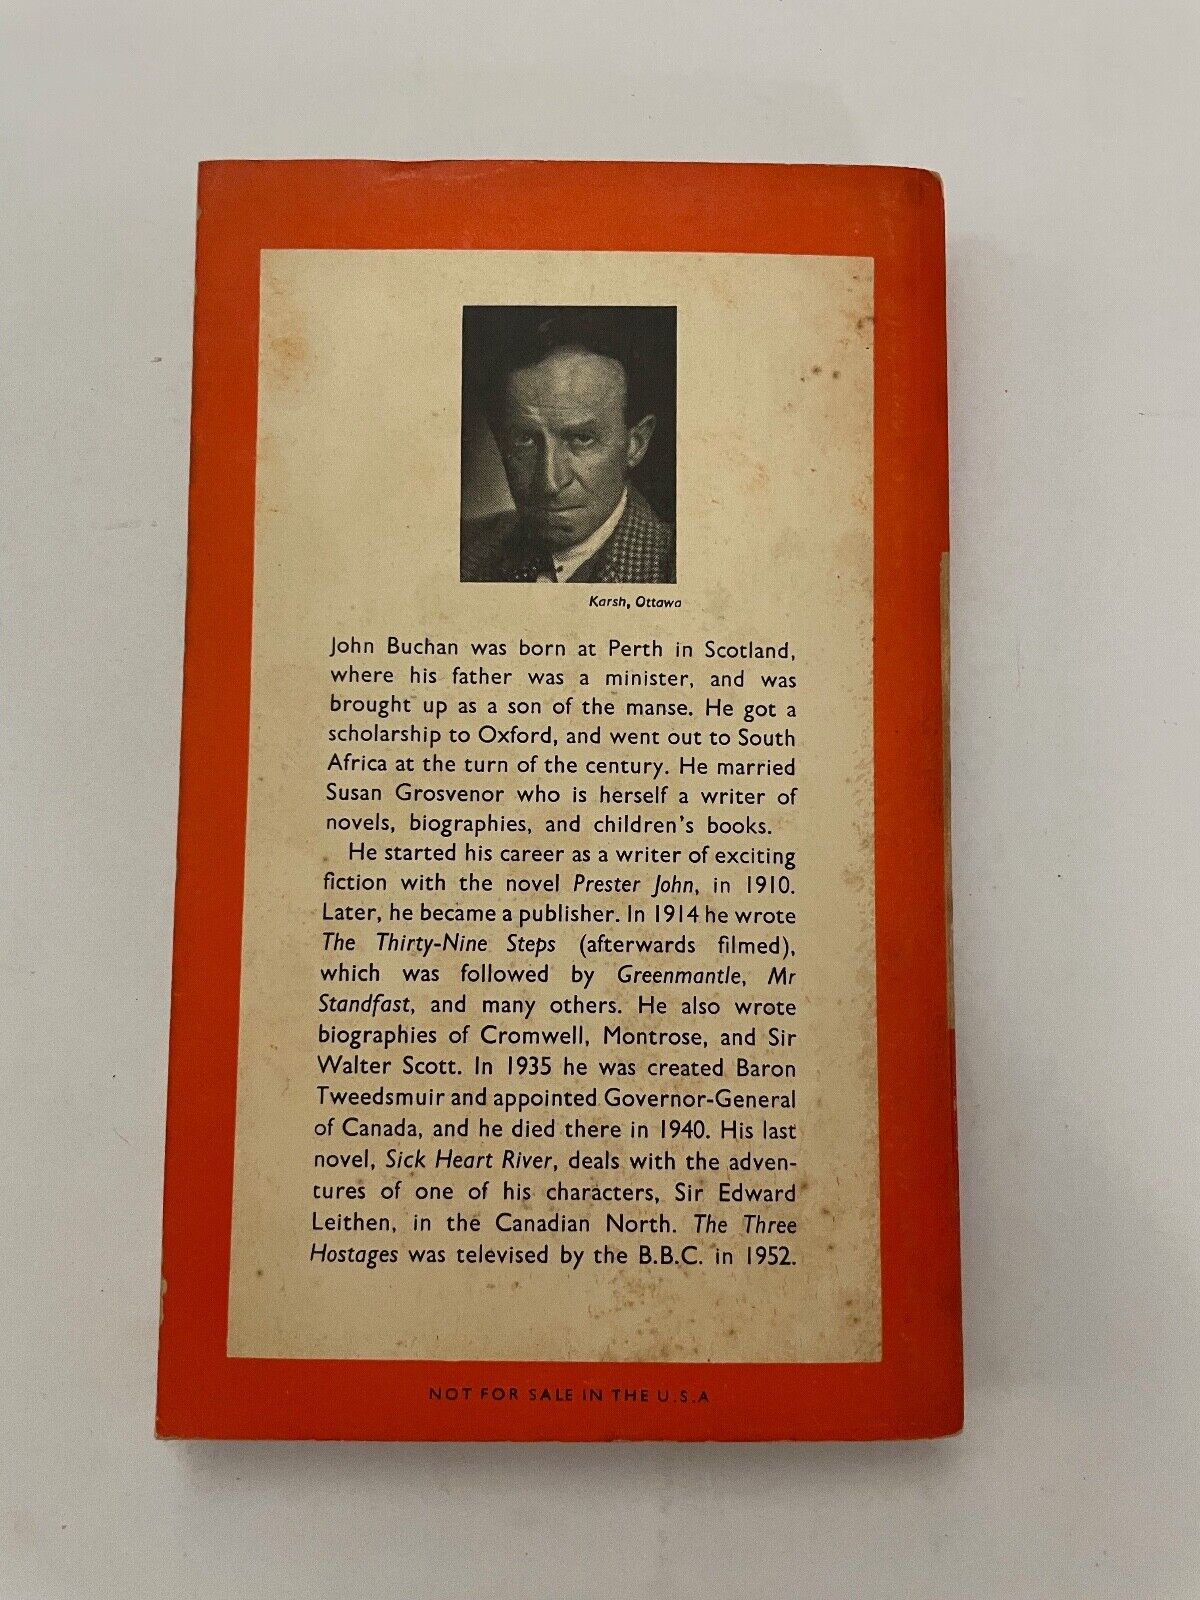 Karsh, Ottawa
John Buchan was born at Perth in Scotland,
where his father was a minister, and was
brought up as a son of the manse. He got a
scholarship to Oxford, and went out to South
Africa at the turn of the century. He married
Susan Grosvenor who is herself a writer of
novels, biographies, and children's books.
He started his career as a writer of exciting
fiction with the novel Prester John, in 1910.
Later, he became a publisher. In 1914 he wrote
The Thirty-Nine Steps (afterwards filmed),
which was followed by Greenmantle, Mr
Standfast, and many others. He also wrote
biographies of Cromwell, Montrose, and Sir
Walter Scott. In 1935 he was created Baron
Tweedsmuir and appointed Governor-General
of Canada, and he died there in 1940. His last
novel, Sick Heart River, deals with the adven-
tures of one of his characters, Sir Edward
Leithen, in the Canadian North. The Three
Hostages was televised by the B.B.C. in 1952.
NOT FOR SALE IN THE U.S.A